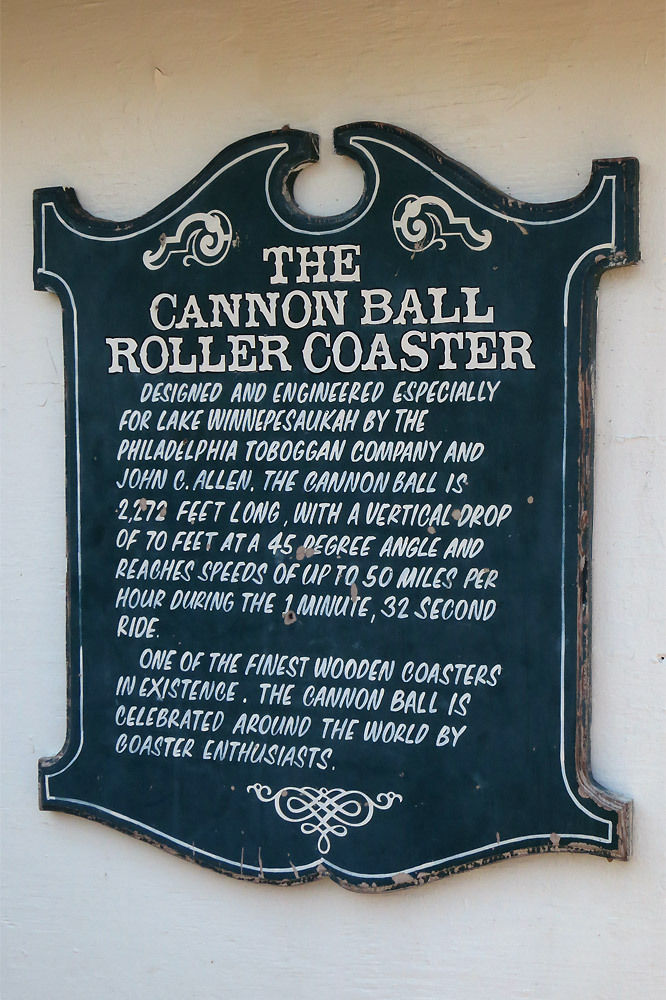 THE
CANNON BALL
ROLLER COASTER
DESIGNED AND ENGINEERED ESPECIALLY
FOR LAKE WINNEPESAUKAH BY THE
PHILADELPHIA TOBOGGAN COMPANY AND
JOHN C. ALLEN. THE CANNON BALL IS
2,272 FEET LONG, WITH A VERTICAL DROP
OF 70 FEET AT A 45 DEGREE ANGLE AND
REACHES SPEEDS OF UP TO 50 MILES PER
HOUR DURING THE 1 MINUTE, 32 SECOND
RIDE.
ONE OF THE FINEST WOODEN COASTERS
IN EXISTENCE. THE CANNON BALL IS
CELEBRATED AROUND THE WORLD BY
COASTER ENTHUSIASTS.